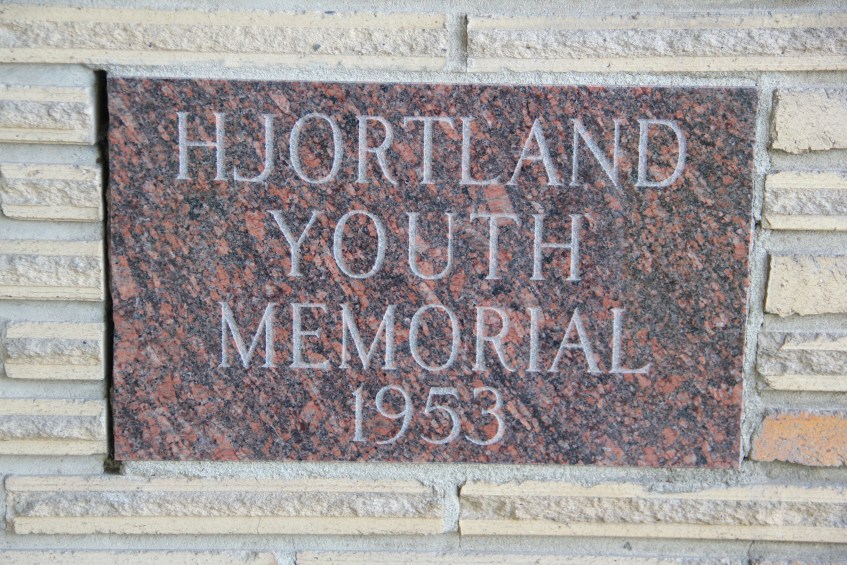 HJORTLAND
YOUTH
MEMORIAL
1953